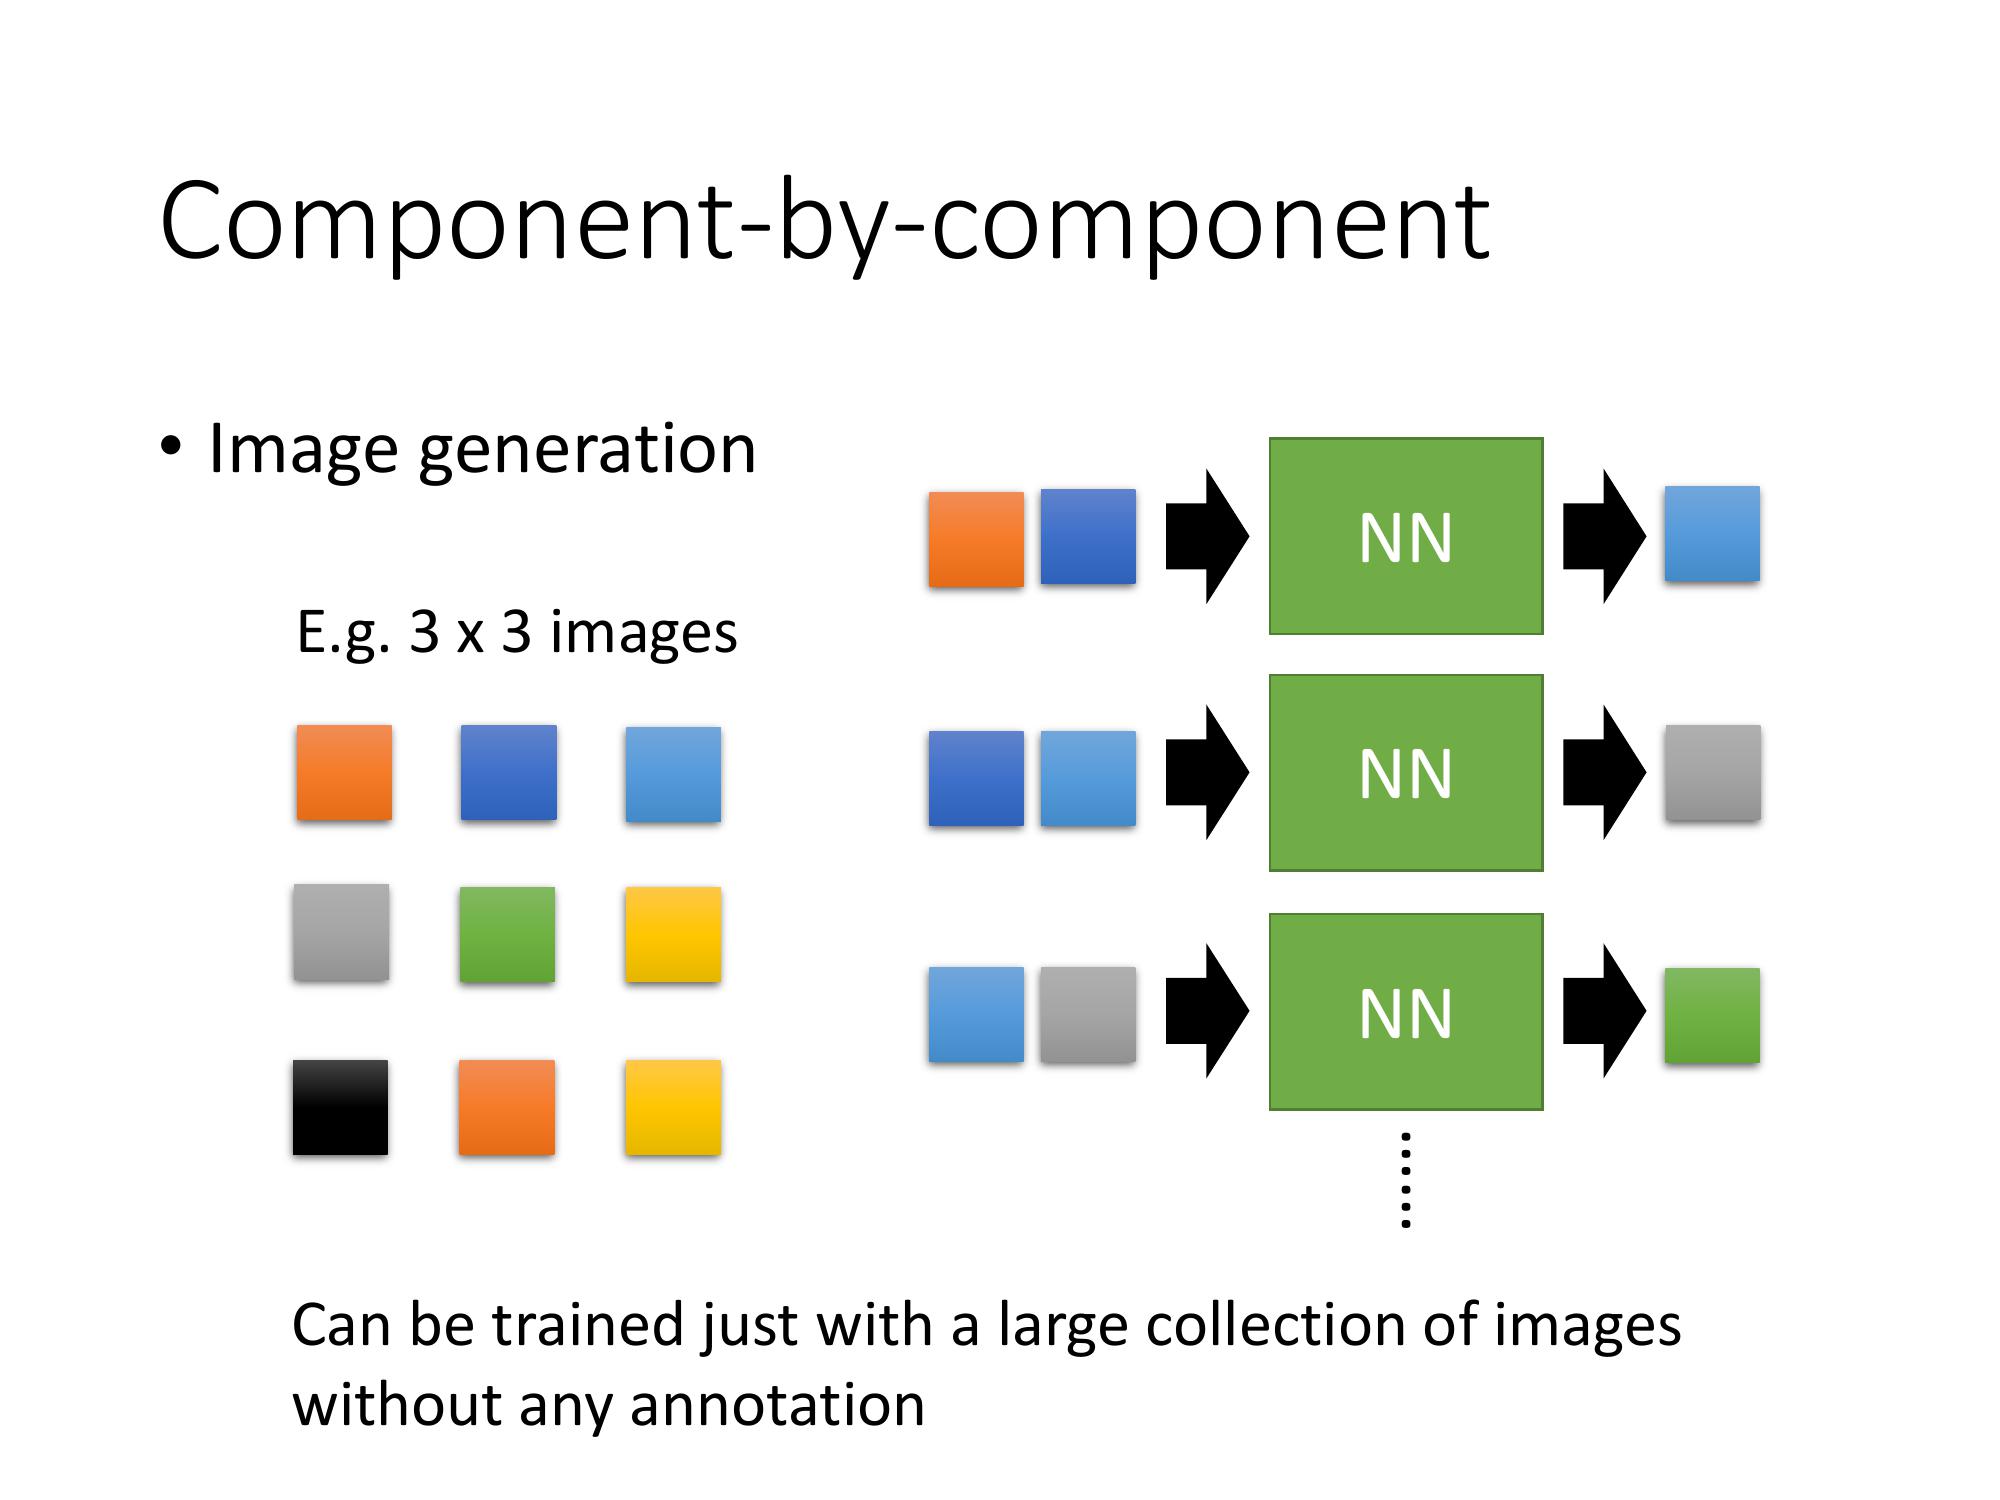 Component-by-component
• Image generation
E.g. 3 x 3 images
NN
NN
NN
Can be trained just with a large collection of images
without any annotation